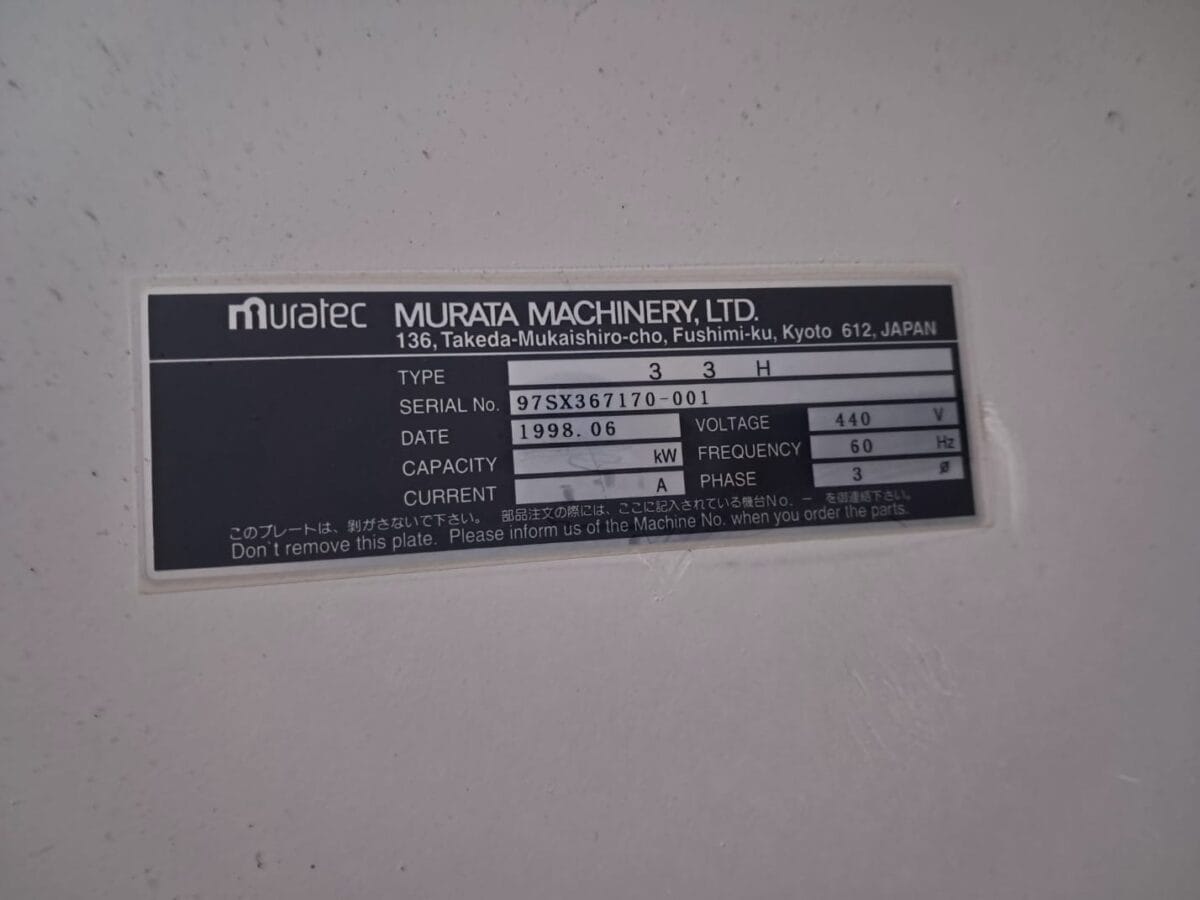 muratec MURATA MACHINERY, LTD.
136, Takeda-Mukaishiro-cho, Fushimi-ku, Kyoto 612, JAPAN
TYPE 3 3 H
SERIAL No. 97SX367170-001
DATE 1998.06 VOLTAGE 440 V
CAPACITY kW FREQUENCY 60 Hz
CURRENT A PHASE 3 ø
このプレートは、剥がさないで下さい。 部品注文の際には、ここに記入されている機台No. ー を御連絡下さい。
Don't remove this plate. Please inform us of the Machine No. when you order the parts.